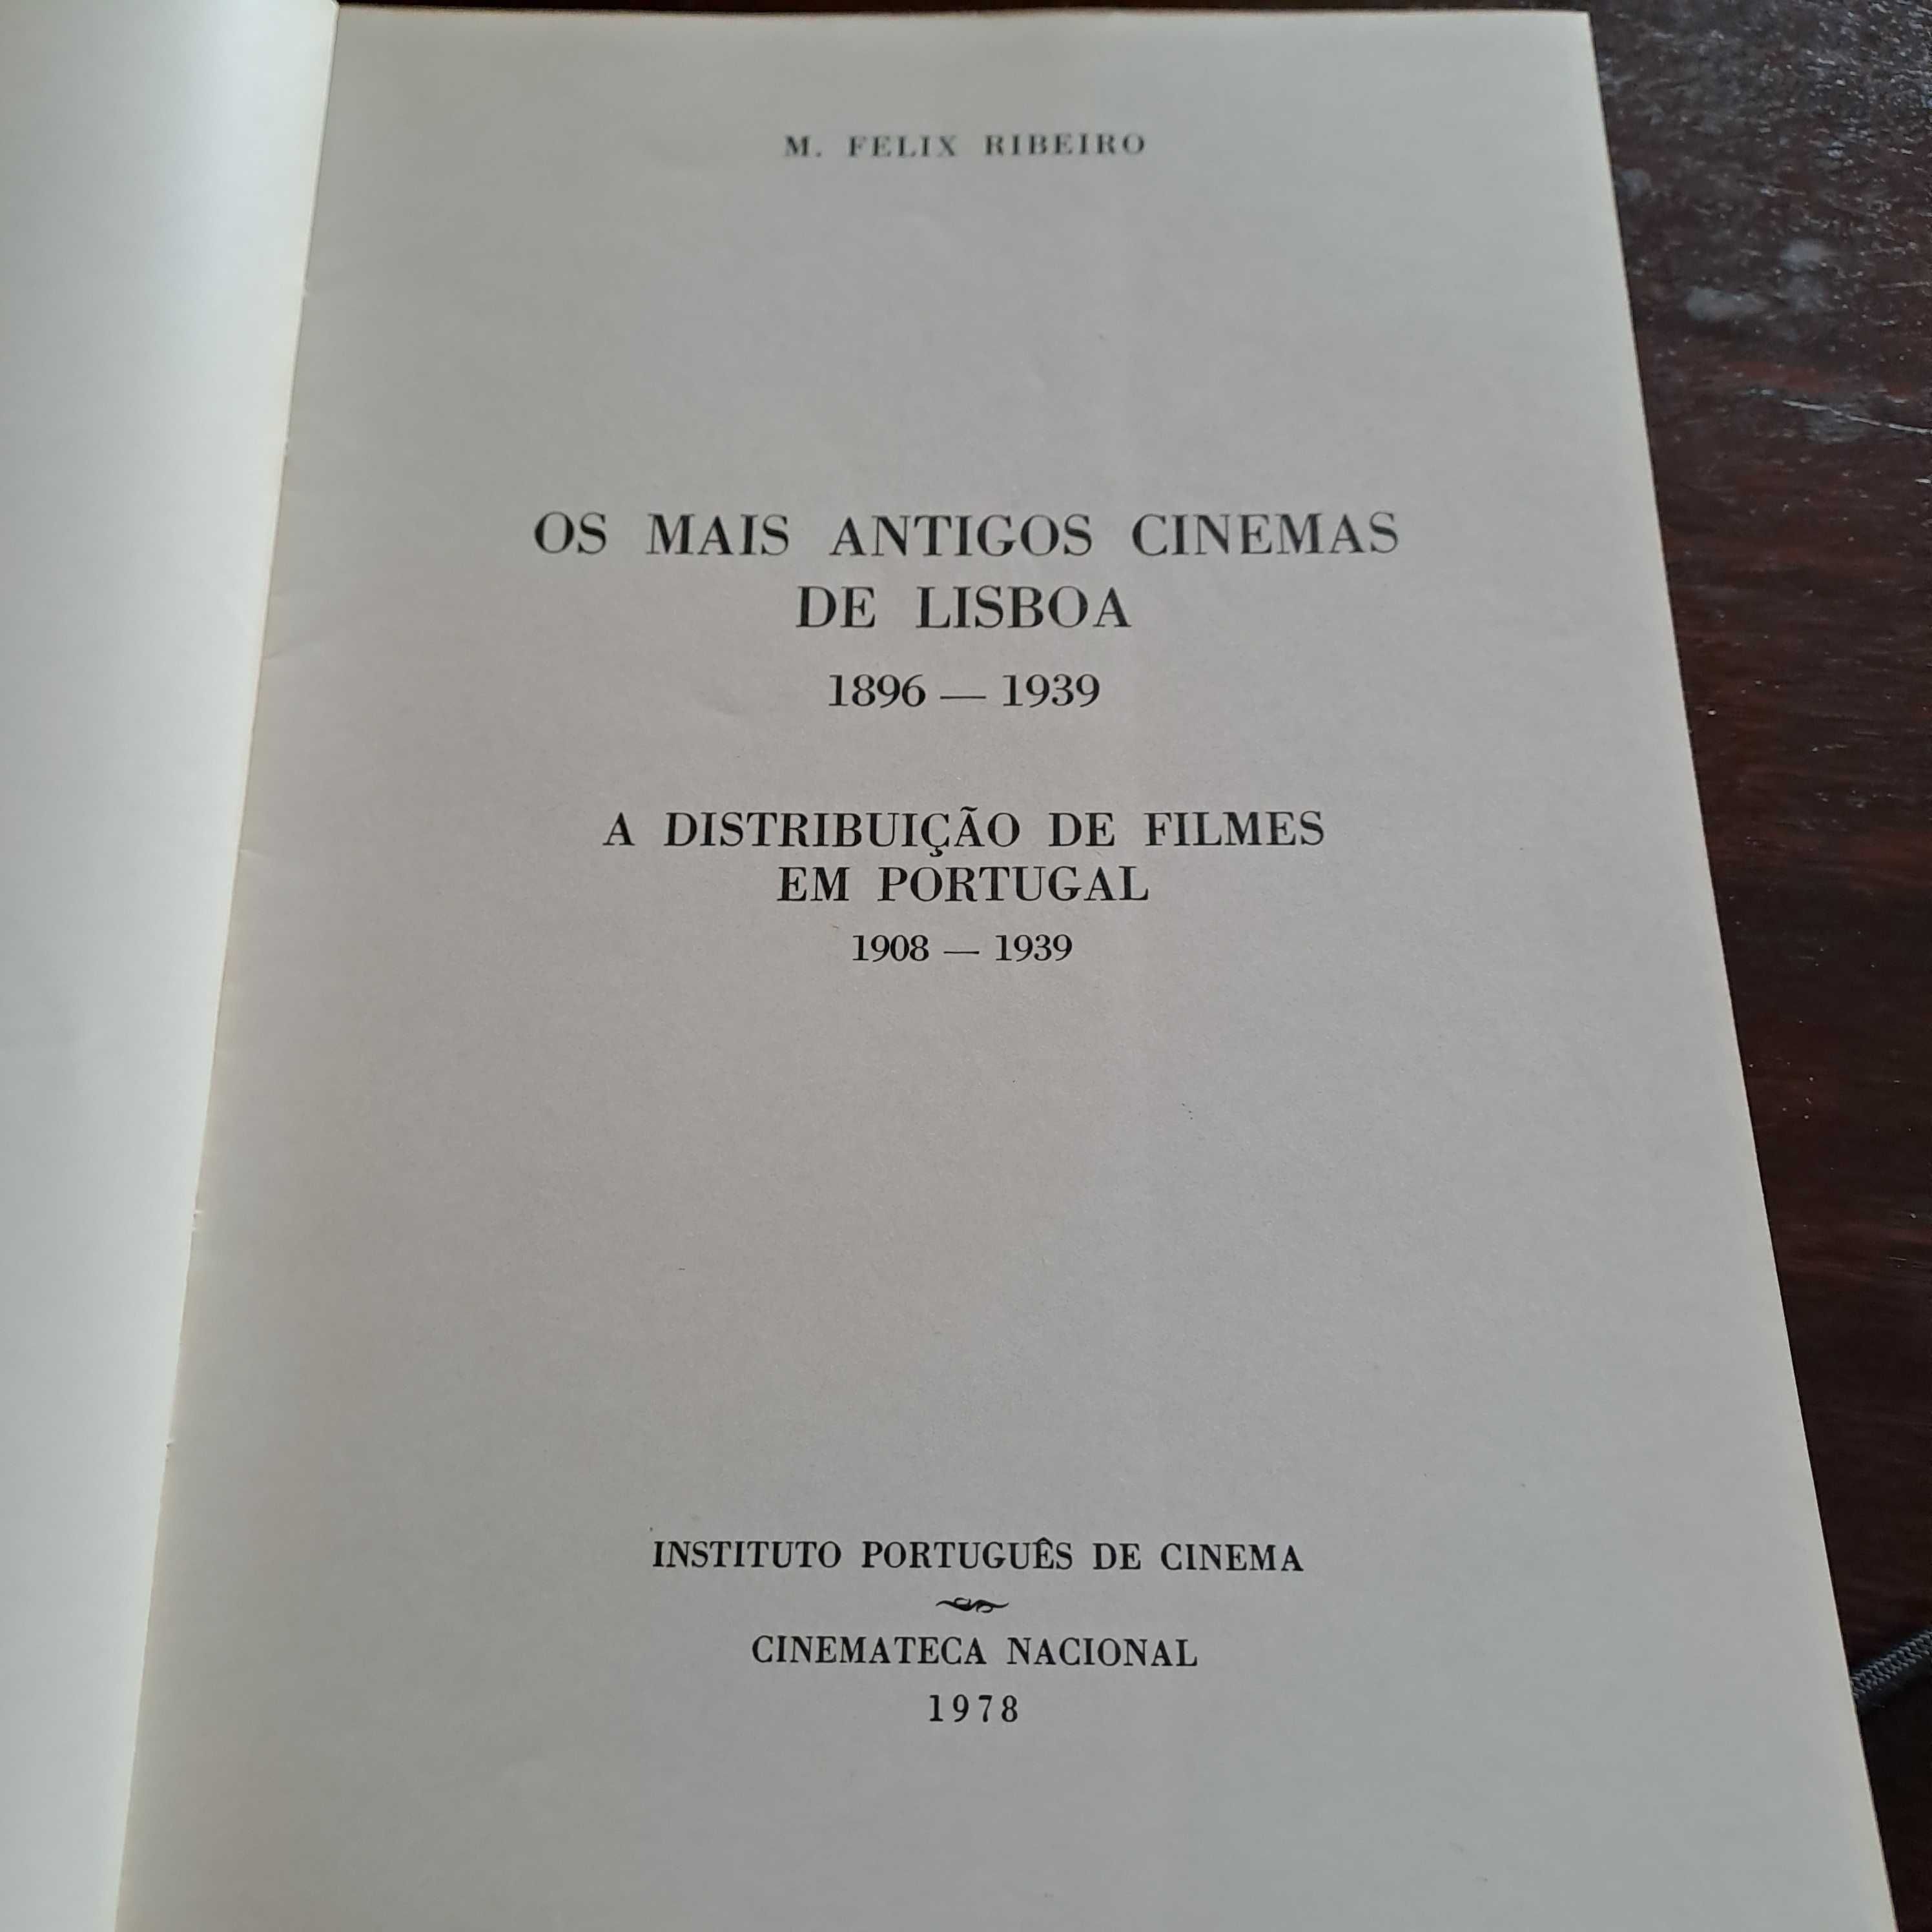 M. FELIX RIBEIRO
OS MAIS ANTIGOS CINEMAS
DE LISBOA
1896 — 1939
A DISTRIBUIÇÃO DE FILMES
EM PORTUGAL
1908 — 1939
INSTITUTO PORTUGUÊS DE CINEMA
CINEMATECA NACIONAL
1978